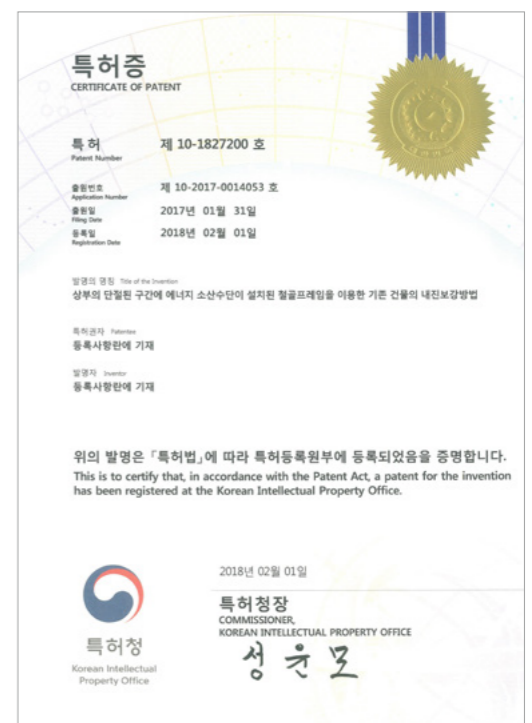 특허증
CERTIFICATE OF PATENT
특 허 제 10-1827200 호
Patent Number
출원번호 제 10-2017-0014053 호
Application Number
출원일 2017년 01월 31일
Filing Date
등록일 2018년 02월 01일
Registration Date
발명의 명칭 Title of the Invention
상부의 단절된 구간에 에너지 소산수단이 설치된 철골프레임을 이용한 기존 건물의 내진보강방법
특허권자 Patentee
등록사항란에 기재
발명자 Inventor
등록사항란에 기재
위의 발명은 「특허법」에 따라 특허등록원부에 등록되었음을 증명합니다.
This is to certify that, in accordance with the Patent Act, a patent for the invention
has been registered at the Korean Intellectual Property Office.
2018년 02월 01일
특허청장
COMMISSIONER,
KOREAN INTELLECTUAL PROPERTY OFFICE
성윤모
특허청
Korean Intellectual
Property Office